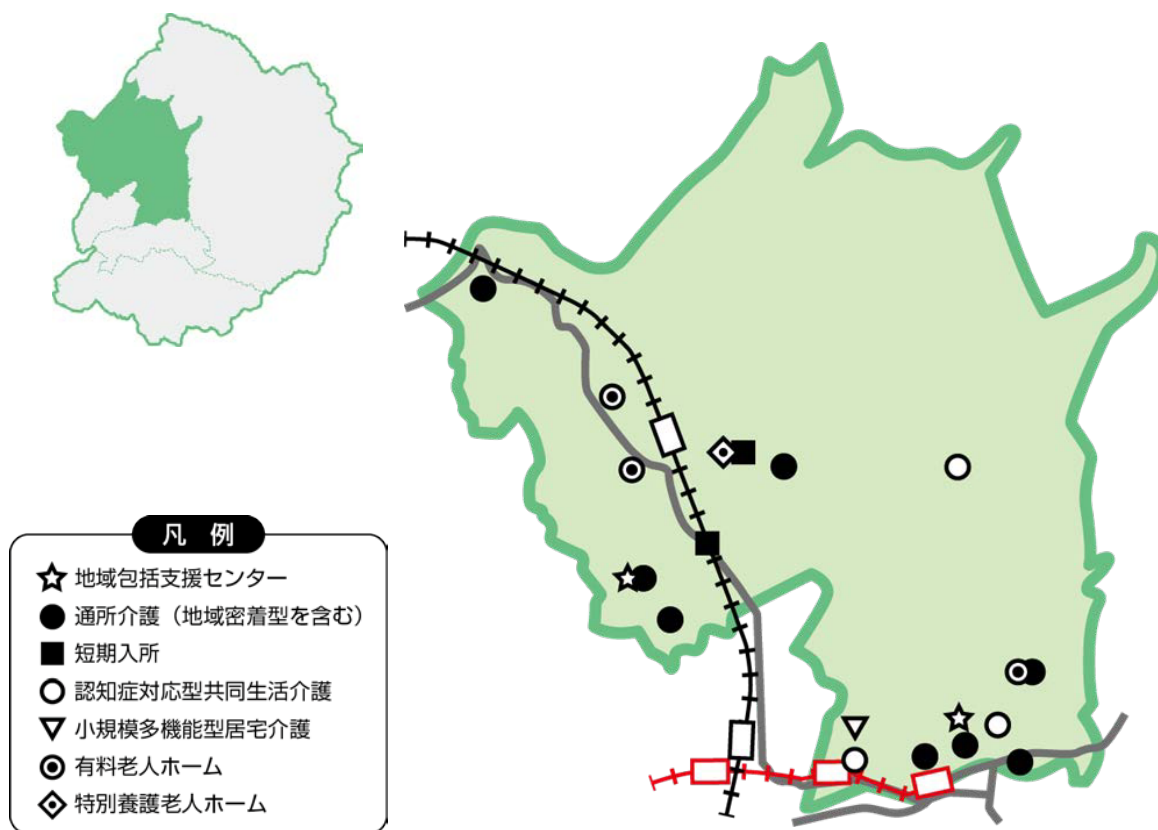 凡 例
地域包括支援センター
通所介護（地域密着型を含む）
短期入所
認知症対応型共同生活介護
小規模多機能型居宅介護
有料老人ホーム
特別養護老人ホーム